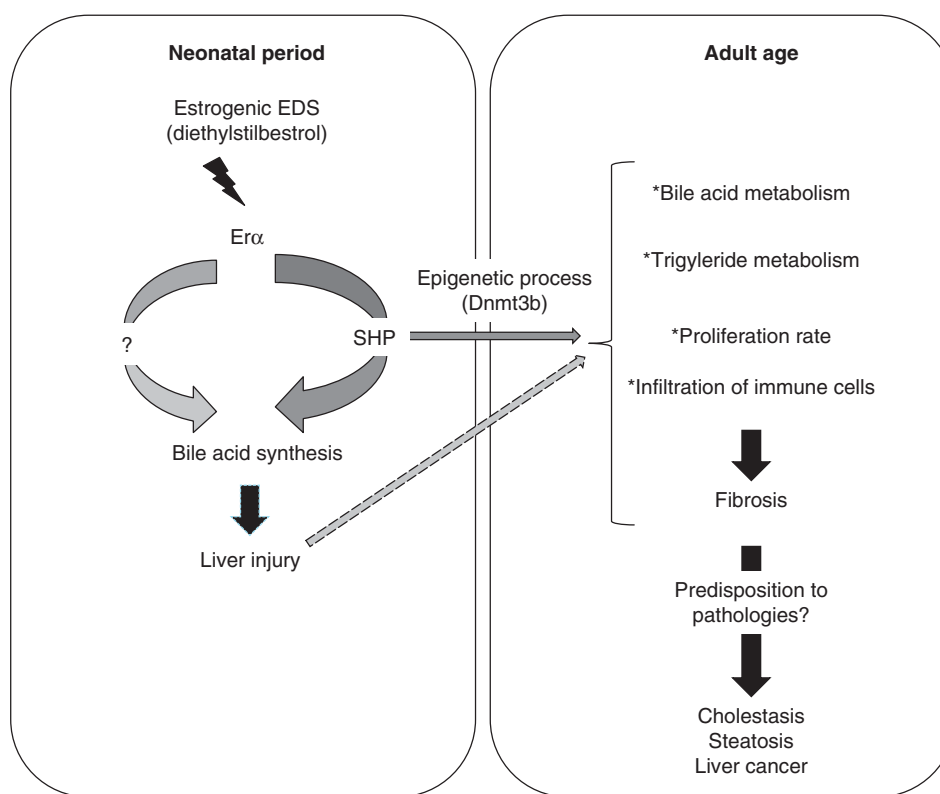 Neonatal period
Estrogenic EDS
(diethylstilbestrol)
Erα
?
SHP
Bile acid synthesis
Liver injury
Epigenetic process
(Dnmt3b)
Adult age
*Bile acid metabolism
*Trigyleride metabolism
*Proliferation rate
*Infiltration of immune cells
Fibrosis
Predisposition to
pathologies?
Cholestasis
Steatosis
Liver cancer